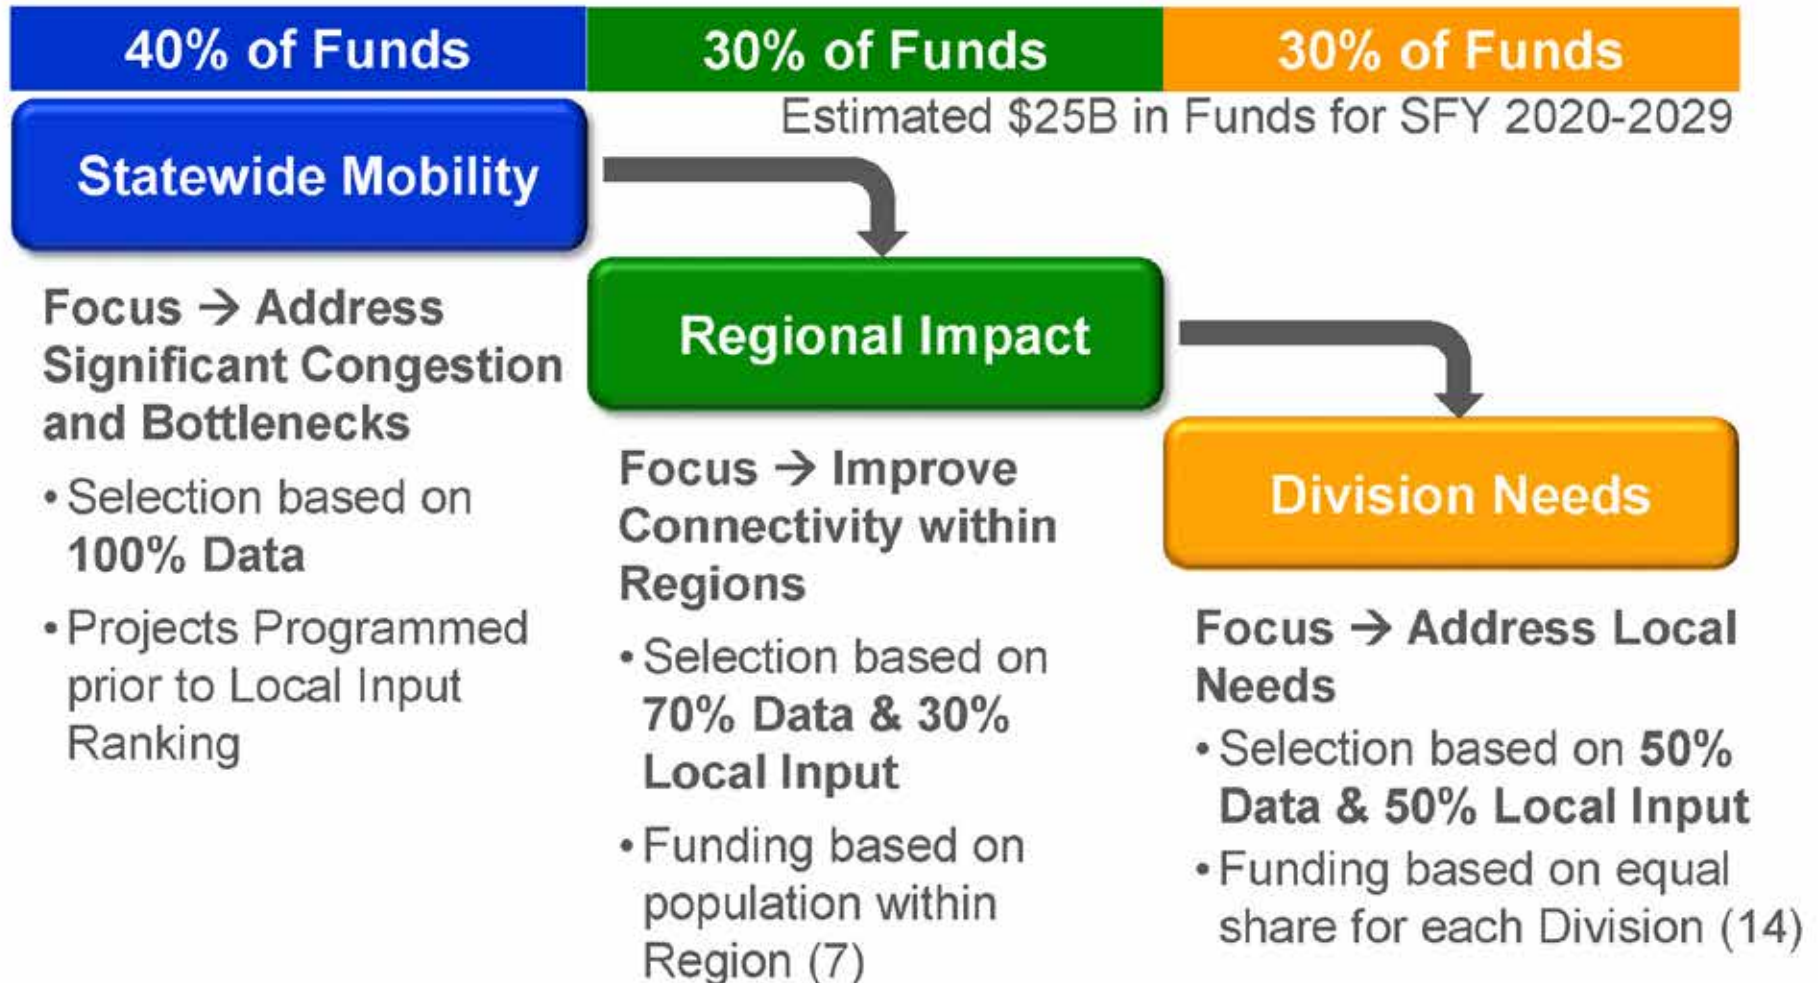 40% of Funds
30% of Funds
30% of Funds
Estimated $25B in Funds for SFY 2020-2029
Statewide Mobility
Focus → Address
Significant Congestion
and Bottlenecks
• Selection based on
100% Data
• Projects Programmed
prior to Local Input
Ranking
Regional Impact
Focus → Improve
Connectivity within
Regions
• Selection based on
70% Data & 30%
Local Input
• Funding based on
population within
Region (7)
Division Needs
Focus → Address Local
Needs
• Selection based on 50%
Data & 50% Local Input
• Funding based on equal
share for each Division (14)